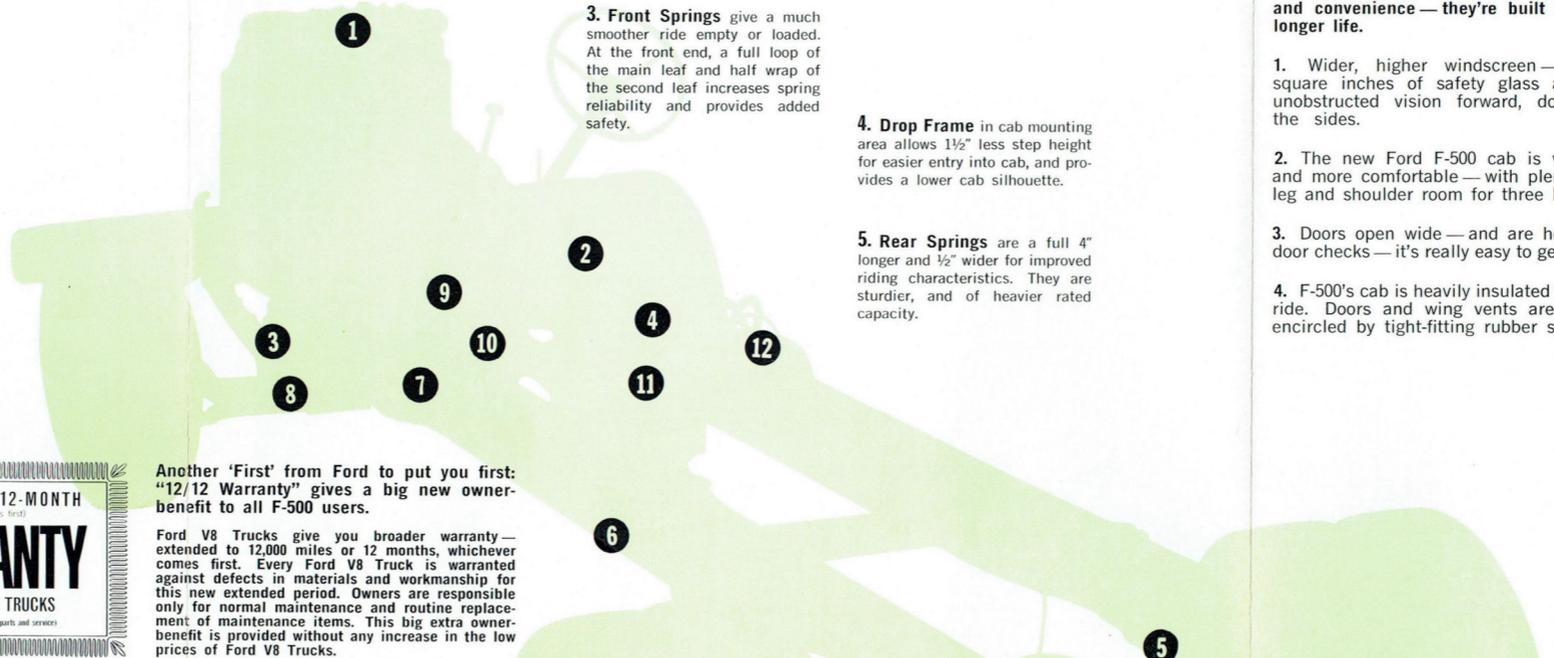 1
3. Front Springs give a much
smoother ride empty or loaded.
At the front end, a full loop of
the main leaf and half wrap of
the second leaf increases spring
reliability and provides added
safety.
4. Drop Frame in cab mounting
area allows 1½″ less step height
for easier entry into cab, and pro-
vides a lower cab silhouette.
5. Rear Springs are a full 4″
longer and ½″ wider for improved
riding characteristics. They are
sturdier, and of heavier rated
capacity.
2
9
4
3
10
12
8
7
11
6
5
12-MONTH
first)
ANTY
TRUCKS
parts and service)
Another ‘First’ from Ford to put you first:
“12/12 Warranty” gives a big new owner-
benefit to all F-500 users.
Ford V8 Trucks give you broader warranty—
extended to 12,000 miles or 12 months, whichever
comes first. Every Ford V8 Truck is warranted
against defects in materials and workmanship for
this new extended period. Owners are responsible
only for normal maintenance and routine replace-
ment of maintenance items. This big extra owner-
benefit is provided without any increase in the low
prices of Ford V8 Trucks.
and convenience — they're built
longer life.
1. Wider, higher windscreen —
square inches of safety glass
unobstructed vision forward,
the sides.
2. The new Ford F-500 cab is
and more comfortable — with
leg and shoulder room for three
3. Doors open wide — and are
door checks — it's really easy to
4. F-500's cab is heavily insulated
ride. Doors and wing vents are
encircled by tight-fitting rubber